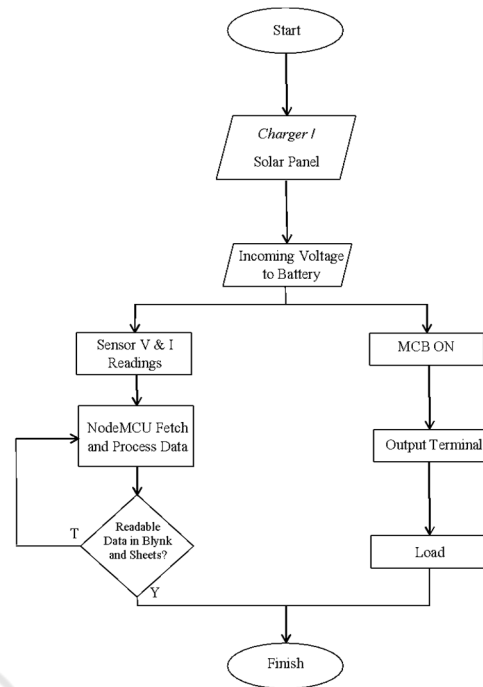 Start
Charger /
Solar Panel
Incoming Voltage
to Battery
Sensor V & I
Readings
NodeMCU Fetch
and Process Data
Readable
Data in Blynk
and Sheets?
T
Y
MCB ON
Output Terminal
Load
Finish